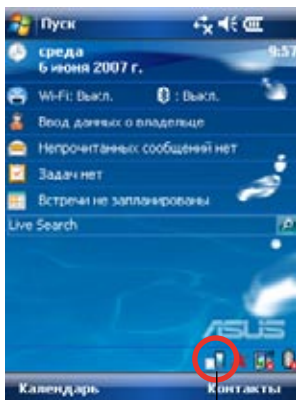 Пуск
среда
9:57
6 июня 2007 г.
Wi-Fi: Выкл. : Выкл.
Ввод данных о владельце
Непрочитанных сообщений нет
Задач нет
Встречи не запланированы
Live Search
ASUS
Календарь Контакты